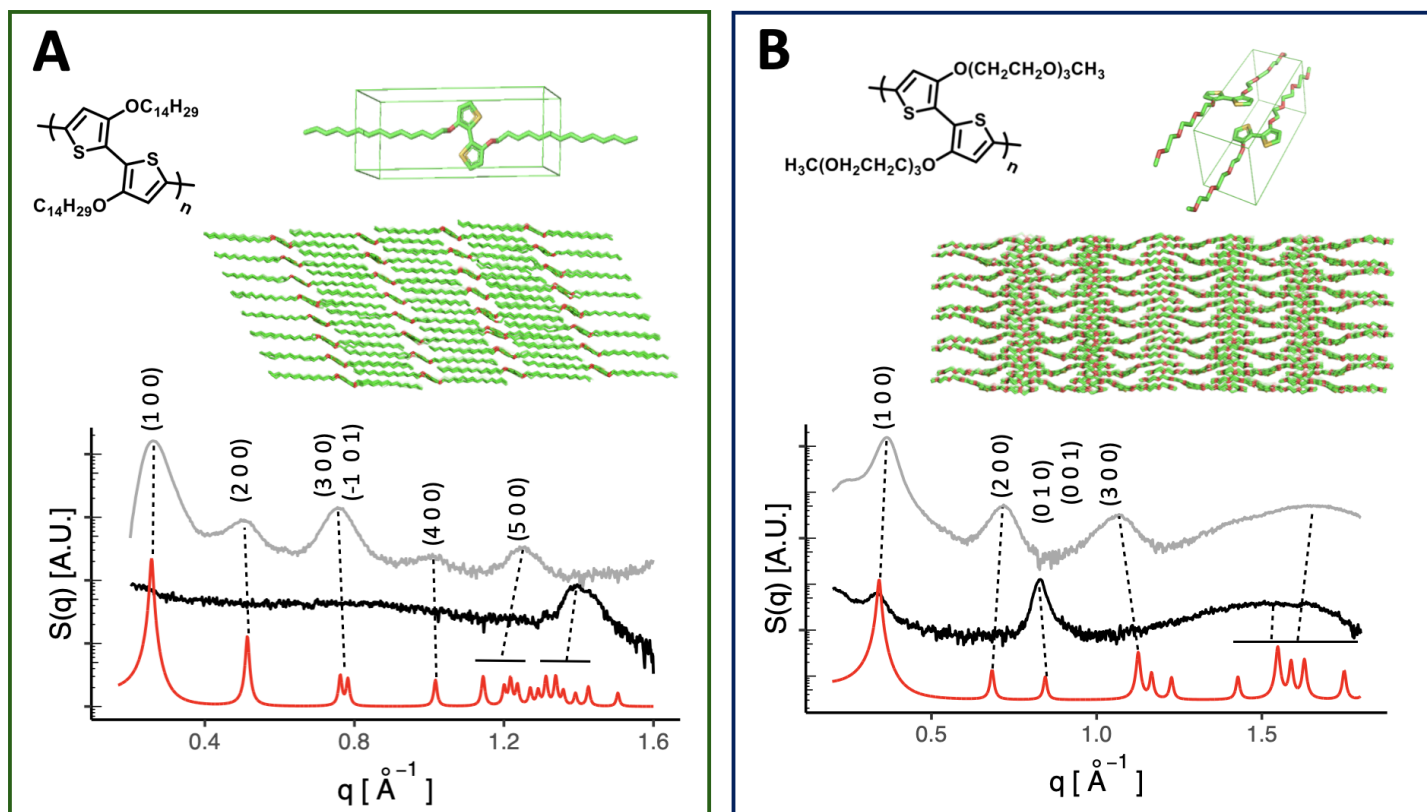 A
OC₁₄H₂₉
S
S
C₁₄H₂₉O
n
(1 0 0)
(2 0 0)
(3 0 0)
(-1 0 1)
(4 0 0)
(5 0 0)
S(q) [A.U.]
0.4 0.8 1.2 1.6
q [ Å⁻¹ ]
B
O(CH₂CH₂O)₃CH₃
S
S
H₃C(OH₂CH₂C)₃O
n
(1 0 0)
(2 0 0)
(0 1 0)
(0 0 1)
(3 0 0)
S(q) [A.U.]
0.5 1.0 1.5
q [ Å⁻¹ ]